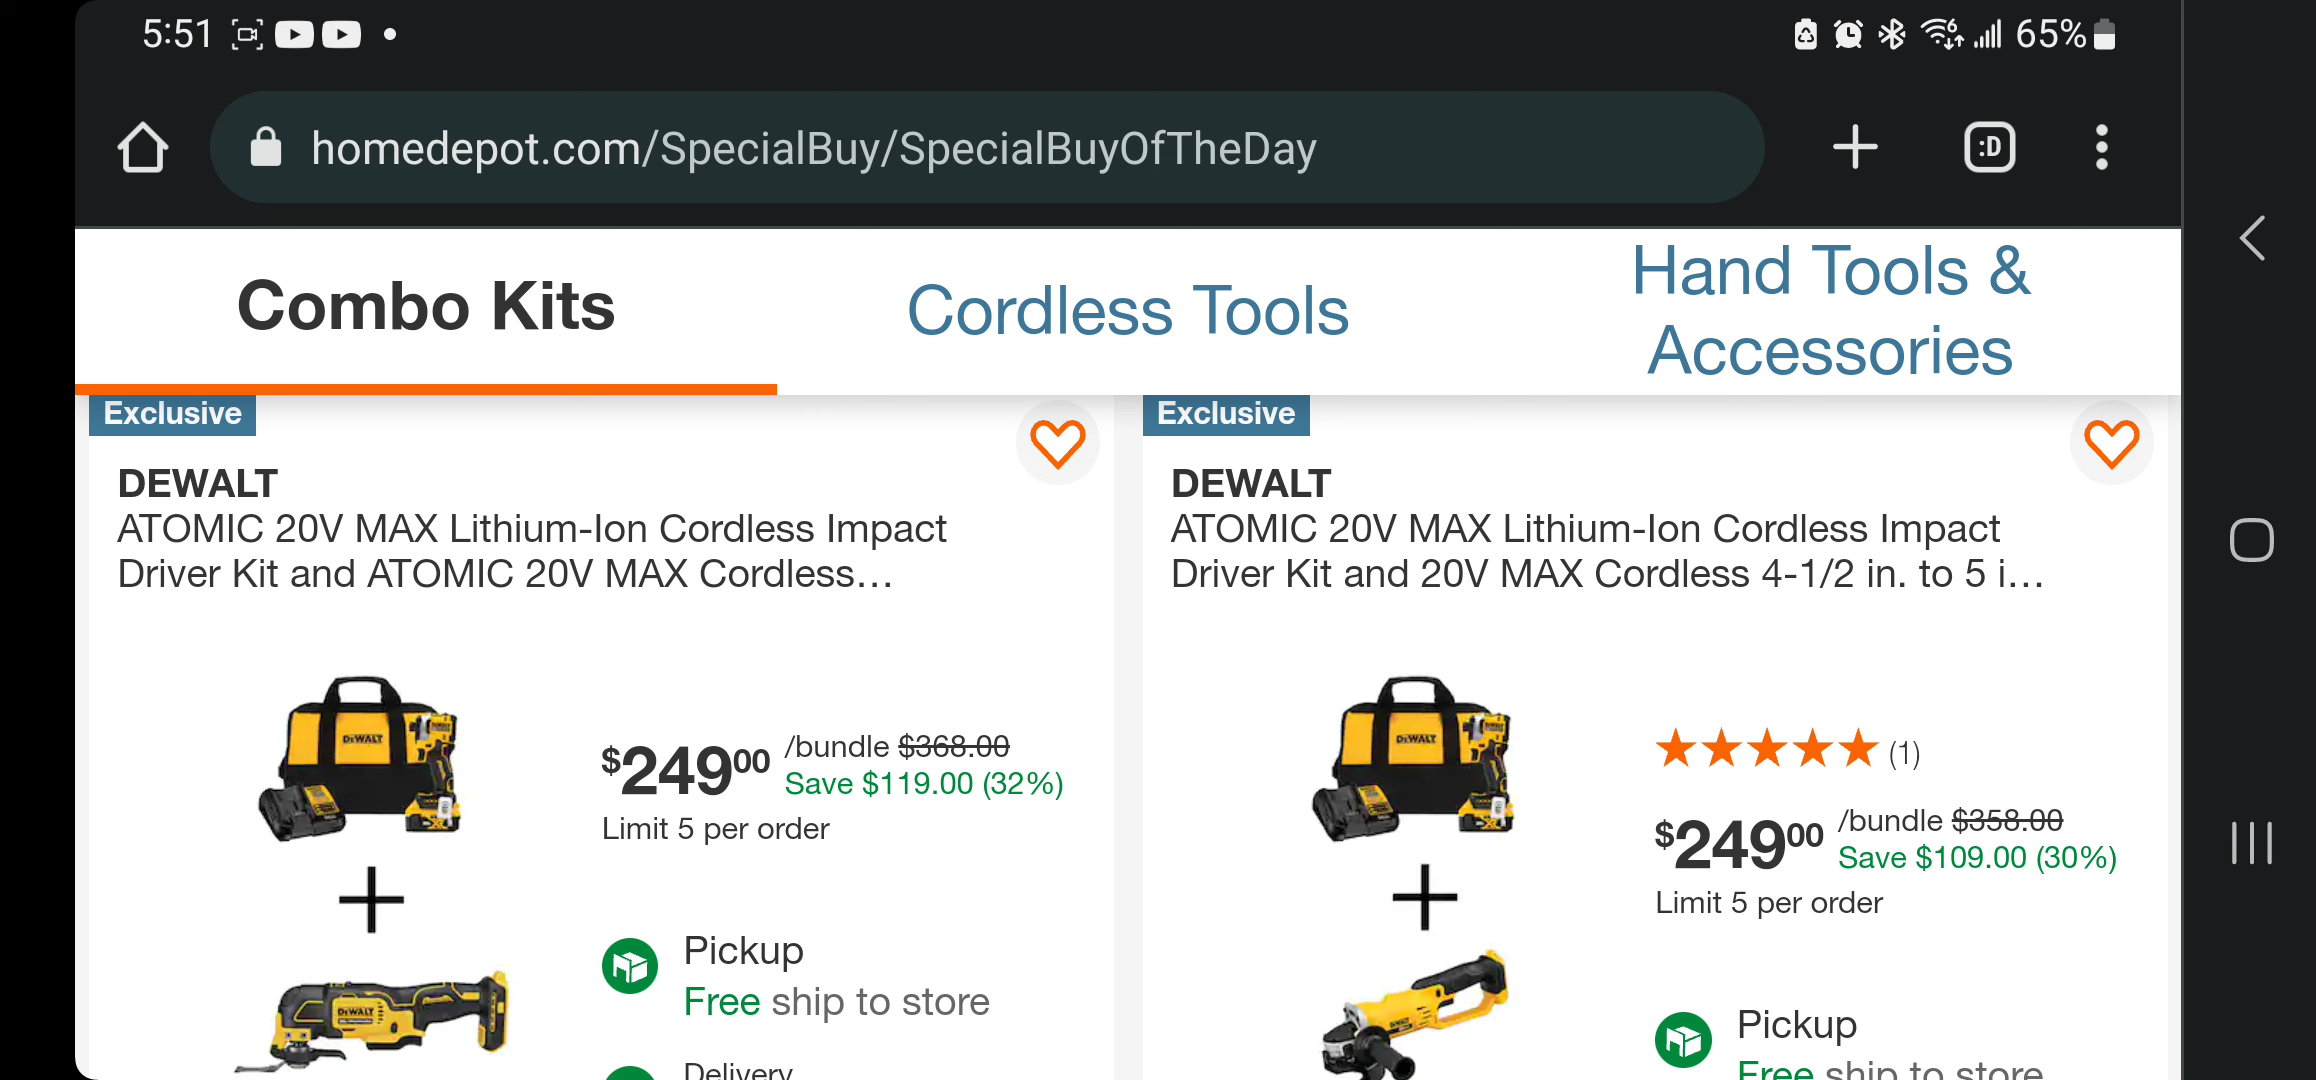 5:51
65%
homedepot.com/SpecialBuy/SpecialBuyOfTheDay
:D
Combo Kits
Cordless Tools
Hand Tools &
Accessories
Exclusive
DEWALT
ATOMIC 20V MAX Lithium-Ion Cordless Impact
Driver Kit and ATOMIC 20V MAX Cordless...
DEWALT
$24900 /bundle $368.00
Save $119.00 (32%)
Limit 5 per order
DEWALT
Pickup
Free ship to store
Delivery
Exclusive
DEWALT
ATOMIC 20V MAX Lithium-Ion Cordless Impact
Driver Kit and 20V MAX Cordless 4-1/2 in. to 5 i...
DEWALT
(1)
$24900 /bundle $358.00
Save $109.00 (30%)
Limit 5 per order
Pickup
Free ship to store